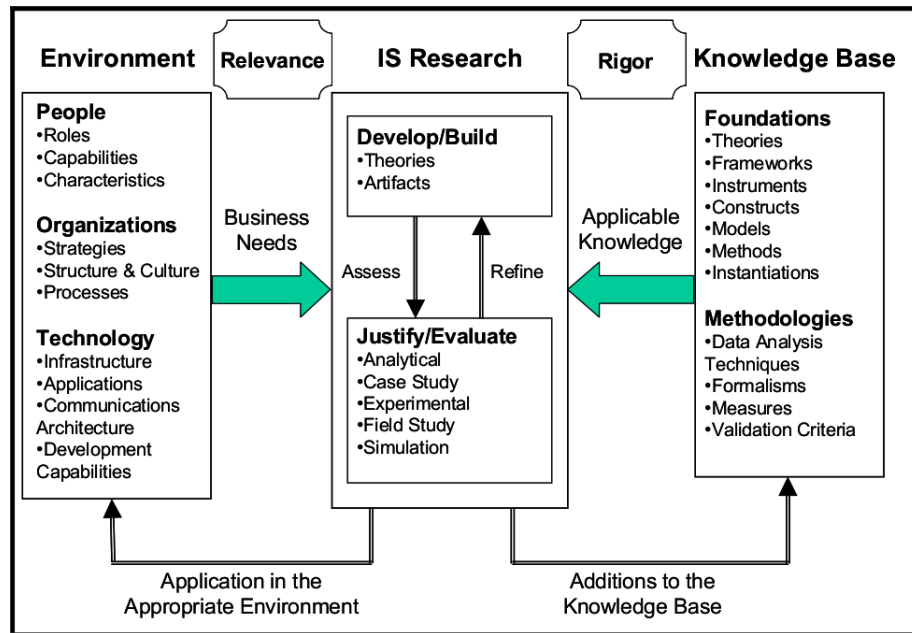 Environment
Relevance
IS Research
Rigor
Knowledge Base
People
•Roles
•Capabilities
•Characteristics
Organizations
•Strategies
•Structure & Culture
•Processes
Technology
•Infrastructure
•Applications
•Communications
Architecture
•Development
Capabilities
Business
Needs
Develop/Build
•Theories
•Artifacts
Assess
Refine
Justify/Evaluate
•Analytical
•Case Study
•Experimental
•Field Study
•Simulation
Applicable
Knowledge
Foundations
•Theories
•Frameworks
•Instruments
•Constructs
•Models
•Methods
•Instantiations
Methodologies
•Data Analysis
Techniques
•Formalisms
•Measures
•Validation Criteria
Application in the
Appropriate Environment
Additions to the
Knowledge Base